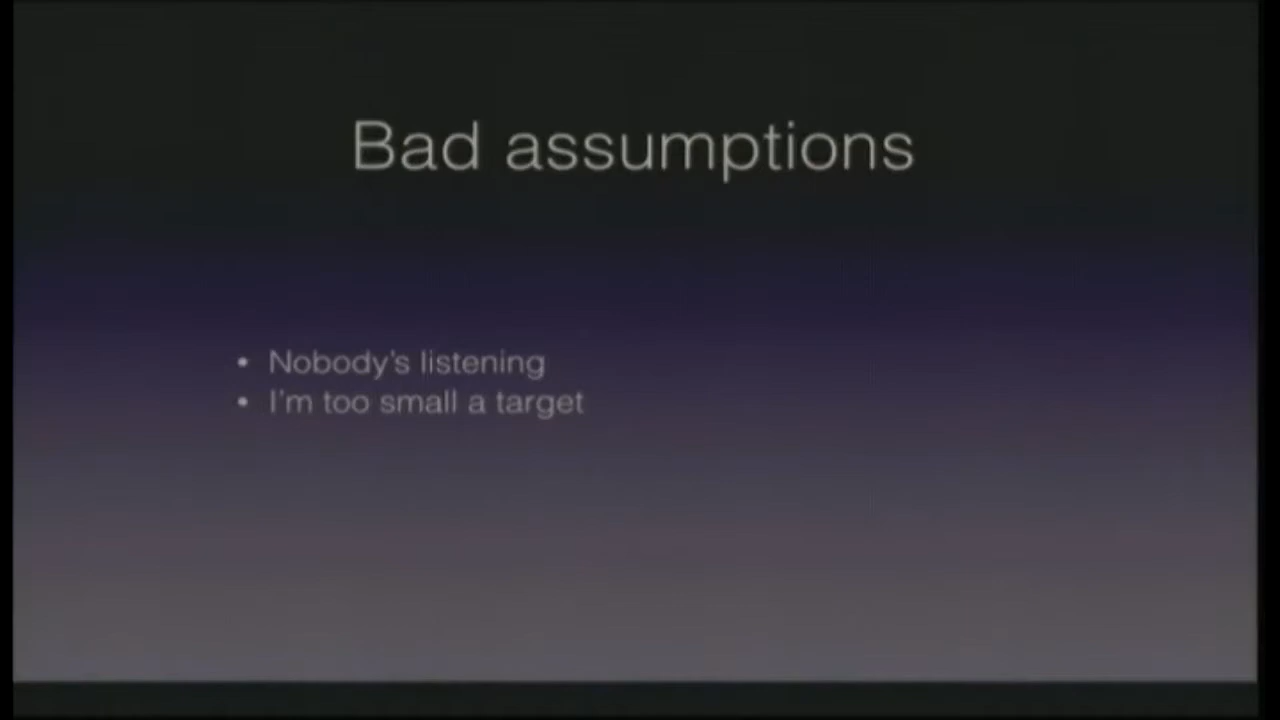 Bad assumptions
• Nobody's listening
• I'm too small a target